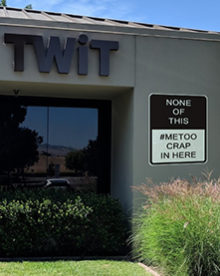 TWiT
NONE
OF
THIS
#METOO
CRAP
IN HERE